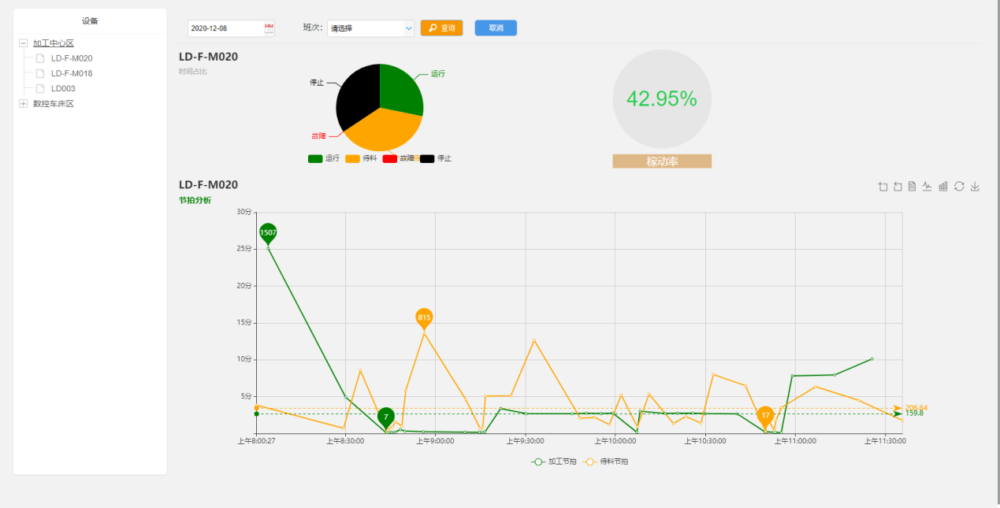 设备
加工中心区
LD-F-M020
LD-F-M018
LD003
数控车床区
2020-12-08 班次: 请选择 查询 取消
LD-F-M020
时间占比
停止
运行
故障
运行 待料 故障 停止
42.95%
稼动率
LD-F-M020
节拍分析
30分
25分
20分
15分
10分
5分
1507
7
815
17
206.64
159.8
上午8:00:27 上午8:30:00 上午9:00:00 上午9:30:00 上午10:00:00 上午10:30:00 上午11:00:00 上午11:30:00
加工节拍 待料节拍